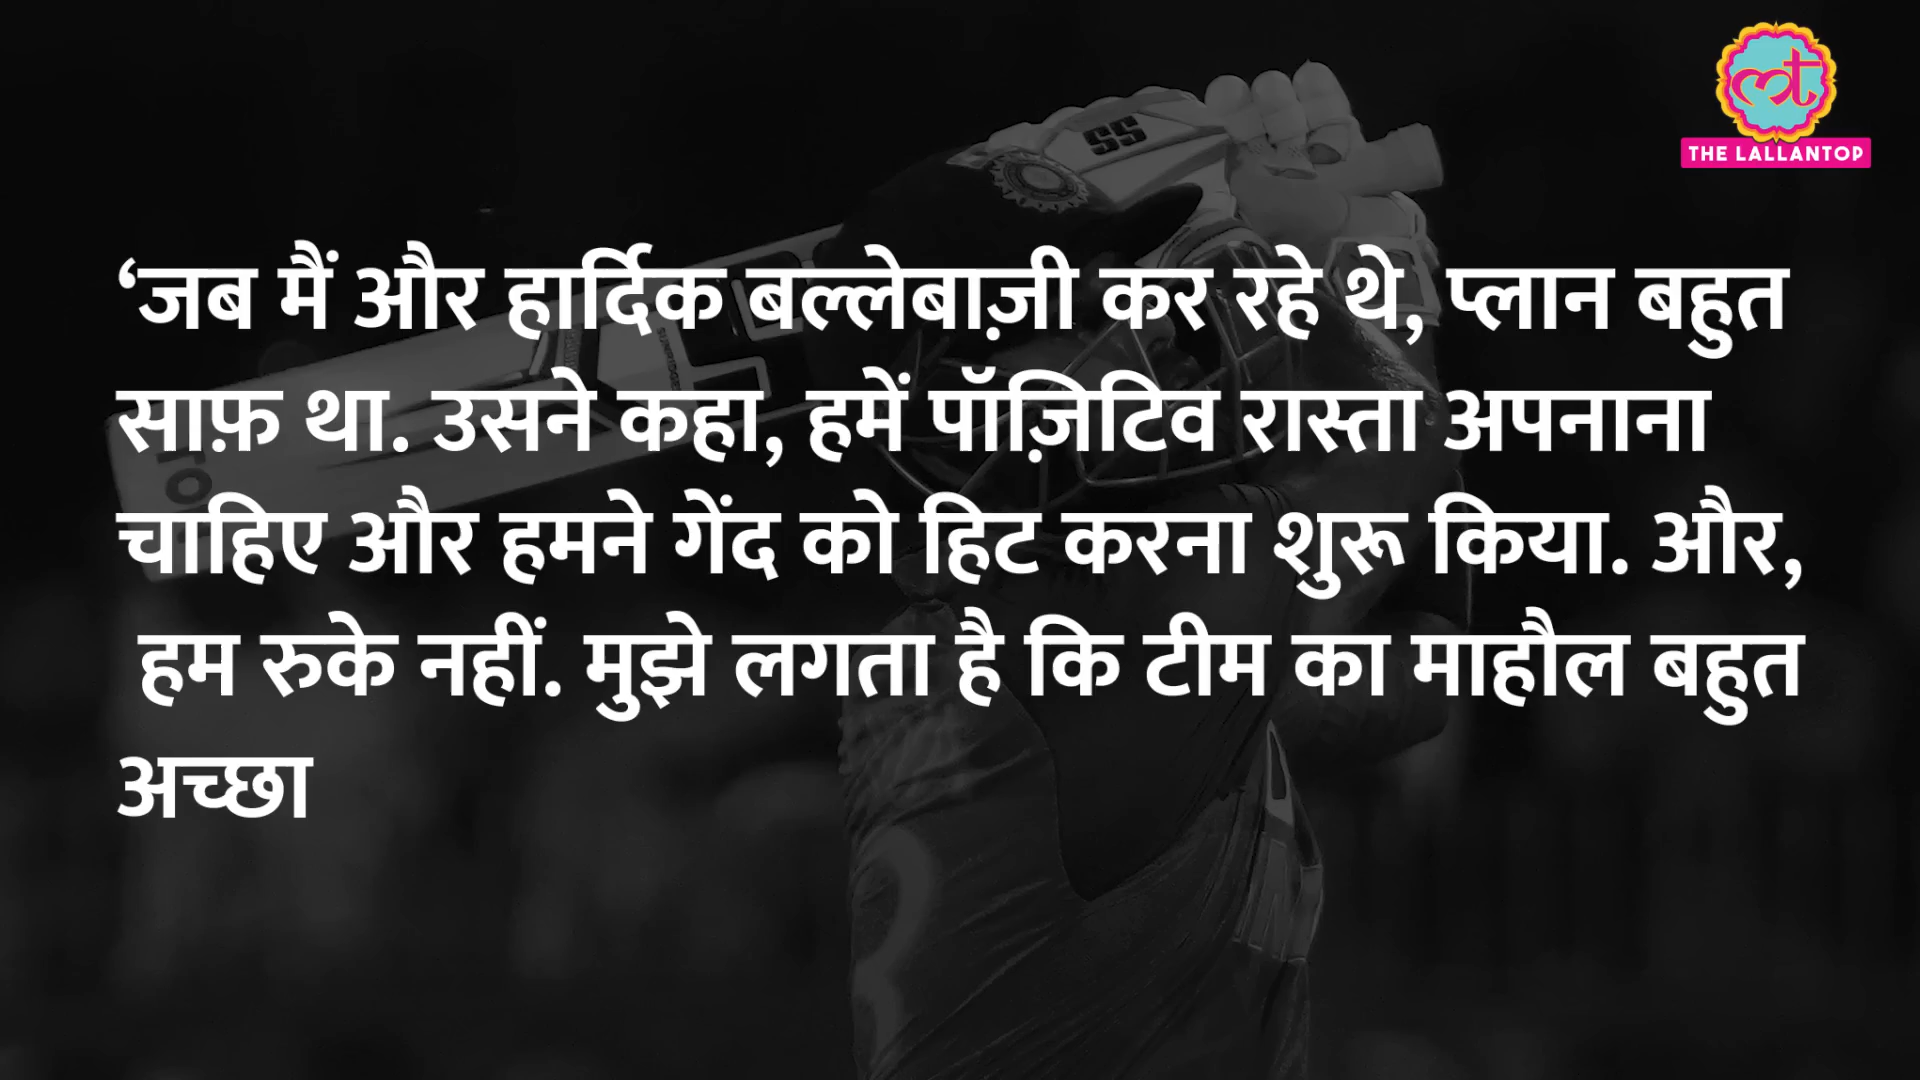 THE LALLANTOP
SS
‘जब मैं और हार्दिक बल्लेबाज़ी कर रहे थे, प्लान बहुत
साफ़ था. उसने कहा, हमें पॉज़िटिव रास्ता अपनाना
चाहिए और हमने गेंद को हिट करना शुरू किया. और,
हम रुके नहीं. मुझे लगता है कि टीम का माहौल बहुत
अच्छा